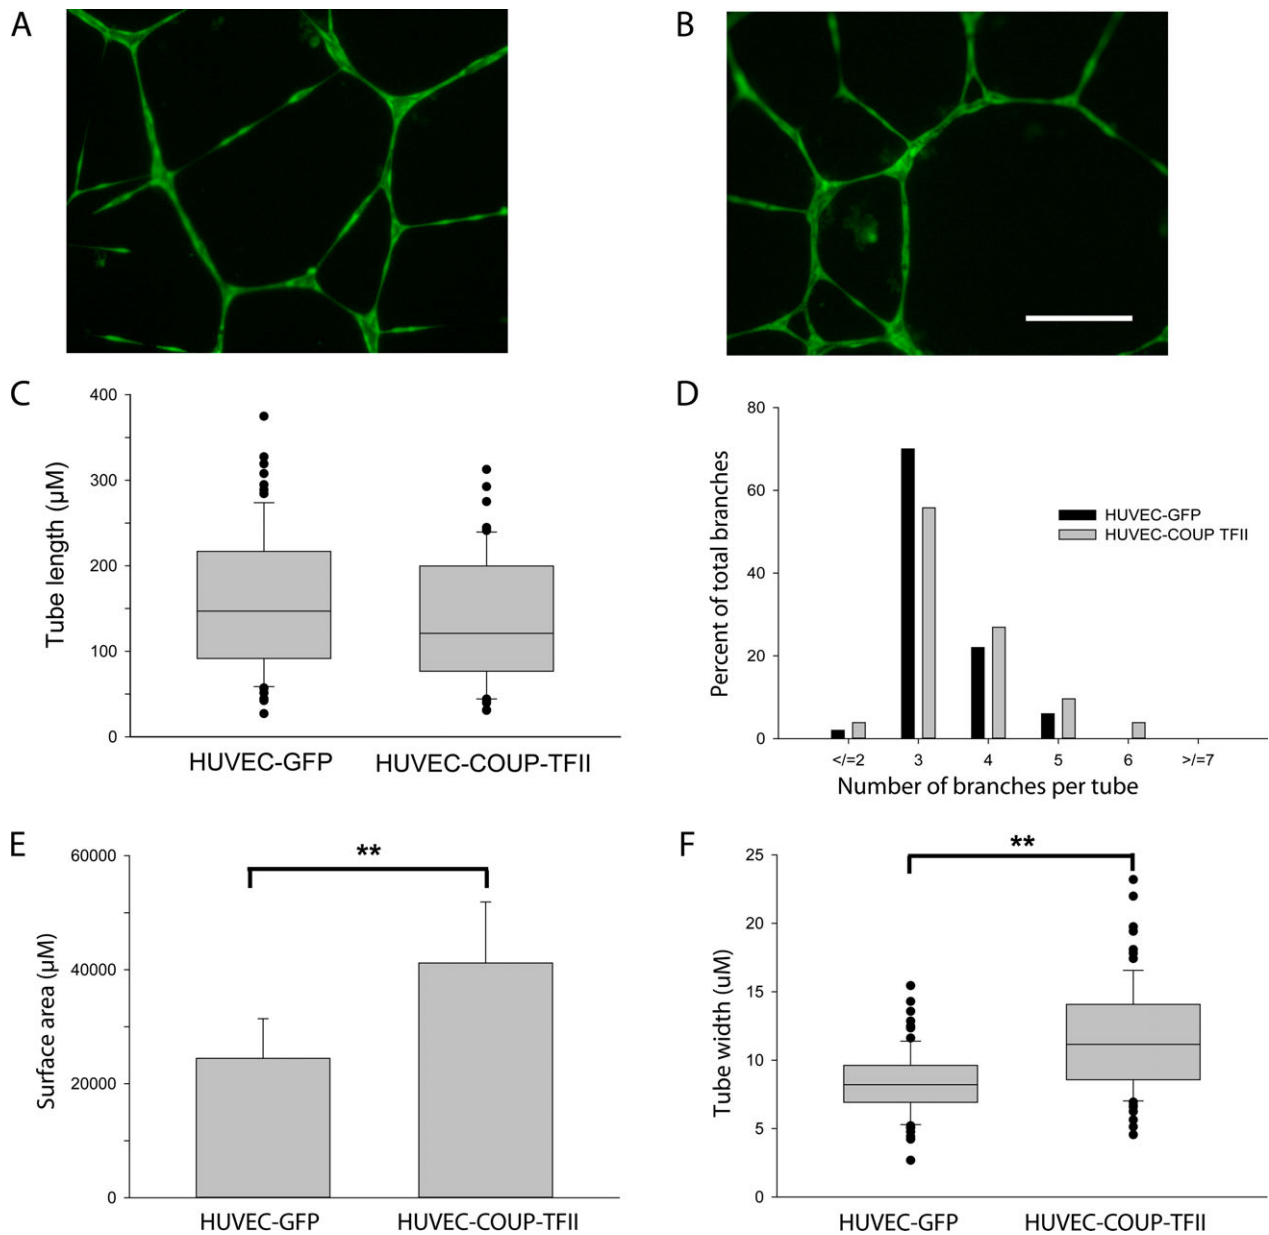 A
B
C
400
300
200
100
0
Tube length (μM)
HUVEC-GFP
HUVEC-COUP-TFII
D
80
60
40
20
0
Percent of total branches
HUVEC-GFP
HUVEC-COUP TFII
</=2
3
4
5
6
>/=7
Number of branches per tube
E
60000
40000
20000
0
Surface area (μM)
**
HUVEC-GFP
HUVEC-COUP-TFII
F
25
20
15
10
5
0
Tube width (uM)
**
HUVEC-GFP
HUVEC-COUP-TFII